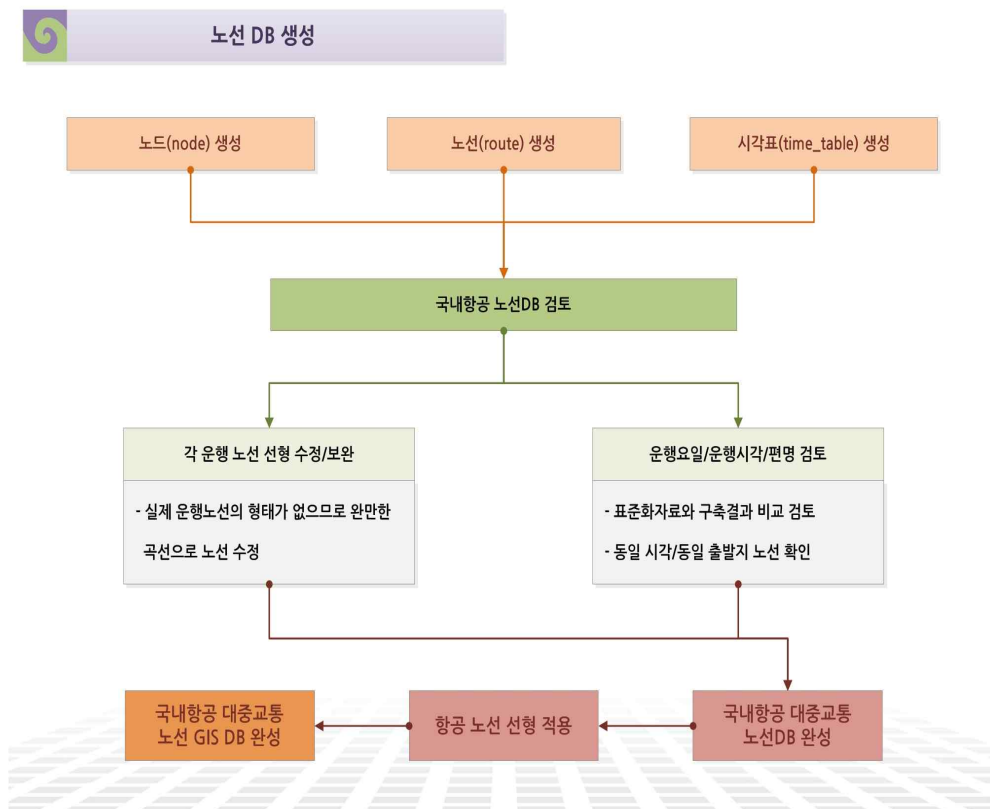 노선 DB 생성
노드(node) 생성
노선(route) 생성
시각표(time_table) 생성
국내항공 노선DB 검토
각 운행 노선 선형 수정/보완
- 실제 운행노선의 형태가 없으므로 완만한
곡선으로 노선 수정
운행요일/운행시각/편명 검토
- 표준화자료와 구축결과 비교 검토
- 동일 시각/동일 출발지 노선 확인
국내항공 대중교통
노선 GIS DB 완성
항공 노선 선형 적용
국내항공 대중교통
노선DB 완성